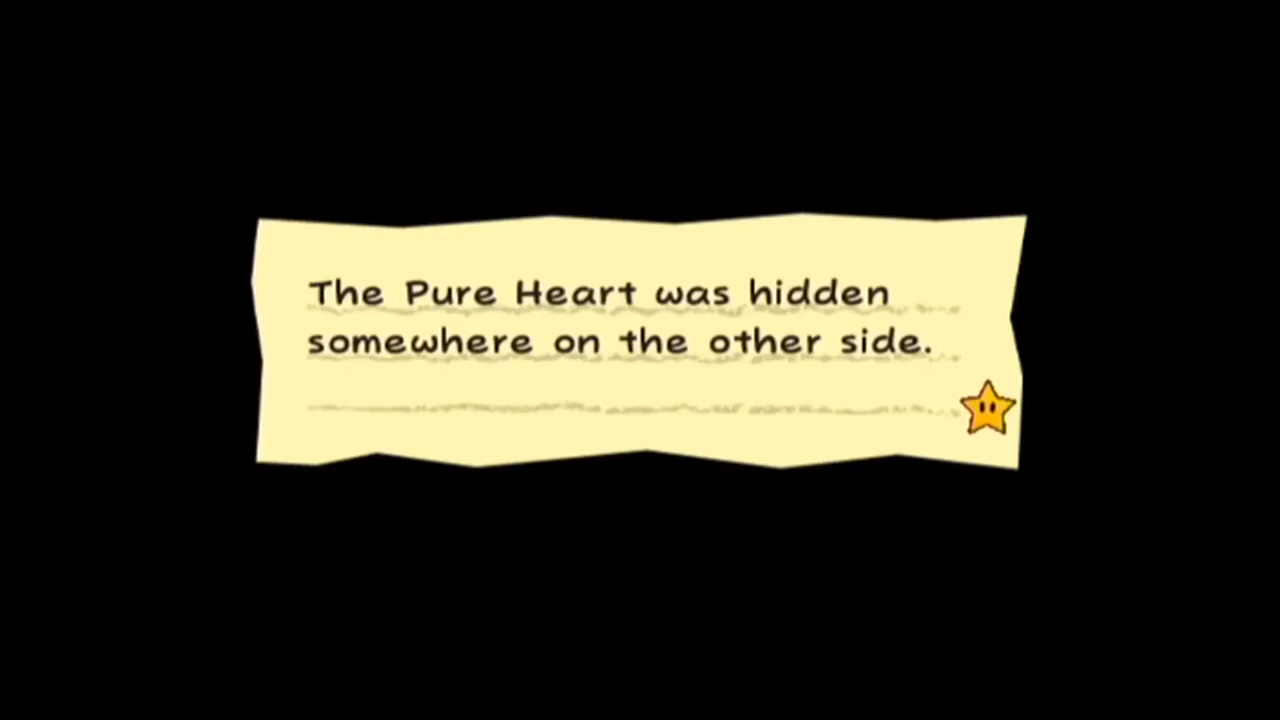 The Pure Heart was hidden
somewhere on the other side.